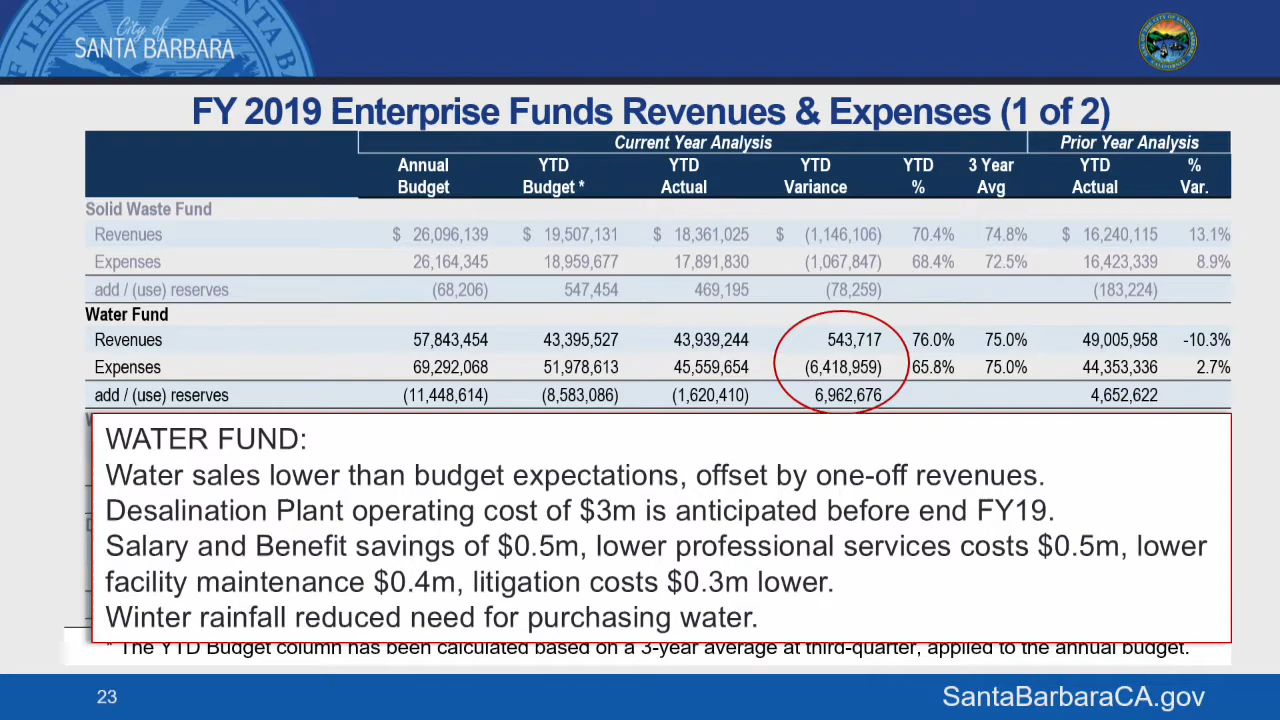 City of
SANTA BARBARA
FY 2019 Enterprise Funds Revenues & Expenses (1 of 2)
Current Year Analysis Prior Year Analysis
Annual YTD YTD YTD YTD 3 Year YTD %
Budget Budget * Actual Variance % Avg Actual Var.
Solid Waste Fund
Revenues $ 26,096,139 $ 19,507,131 $ 18,361,025 $ (1,146,106) 70.4% 74.8% $ 16,240,115 13.1%
Expenses 26,164,345 18,959,677 17,891,830 (1,067,847) 68.4% 72.5% 16,423,339 8.9%
add / (use) reserves (68,206) 547,454 469,195 (78,259) (183,224)
Water Fund
Revenues 57,843,454 43,395,527 43,939,244 543,717 76.0% 75.0% 49,005,958 -10.3%
Expenses 69,292,068 51,978,613 45,559,654 (6,418,959) 65.8% 75.0% 44,353,336 2.7%
add / (use) reserves (11,448,614) (8,583,086) (1,620,410) 6,962,676 4,652,622
WATER FUND:
Water sales lower than budget expectations, offset by one-off revenues.
Desalination Plant operating cost of $3m is anticipated before end FY19.
Salary and Benefit savings of $0.5m, lower professional services costs $0.5m, lower
facility maintenance $0.4m, litigation costs $0.3m lower.
Winter rainfall reduced need for purchasing water.
* The YTD Budget column has been calculated based on a 3-year average at third-quarter, applied to the annual budget.
23
SantaBarbaraCA.gov